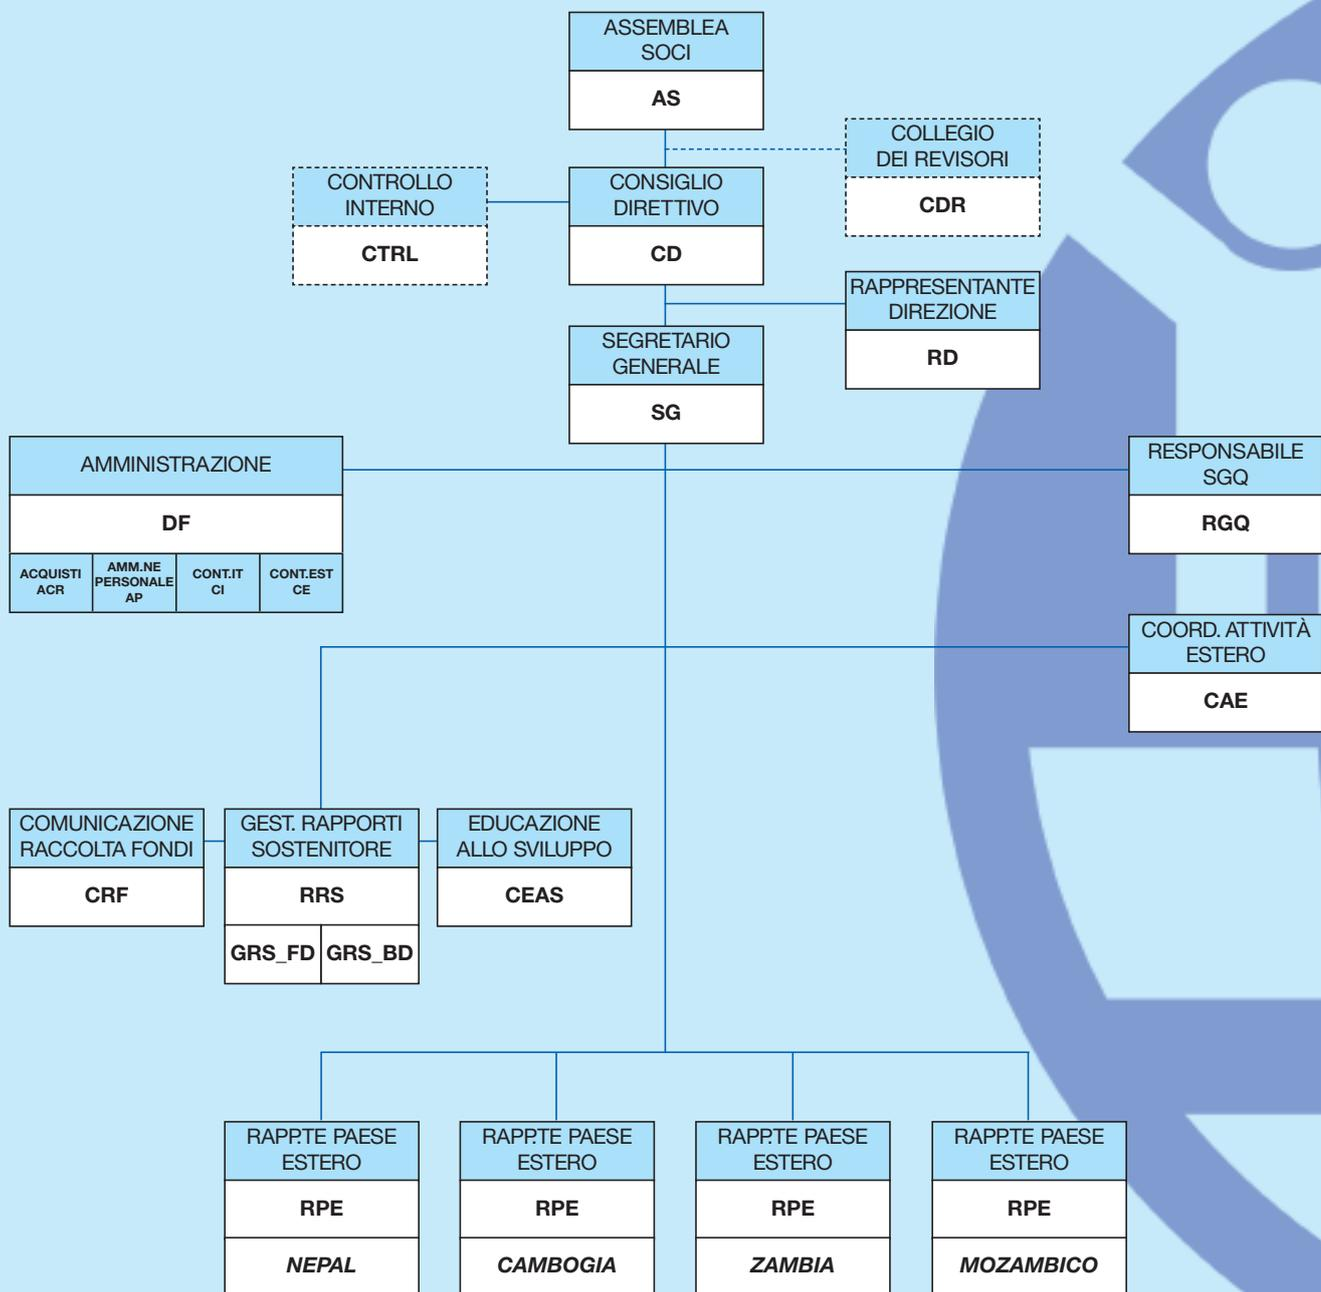 ASSEMBLEA
SOCI
AS
COLLEGIO
DEI REVISORI
CDR
CONTROLLO
INTERNO
CTRL
CONSIGLIO
DIRETTIVO
CD
RAPPRESENTANTE
DIREZIONE
RD
SEGRETARIO
GENERALE
SG
AMMINISTRAZIONE
DF
ACQUISTI
ACR
AMM.NE
PERSONALE
AP
CONT.IT
CI
CONT.EST
CE
RESPONSABILE
SGQ
RGQ
COORD. ATTIVITÀ
ESTERO
CAE
COMUNICAZIONE
RACCOLTA FONDI
CRF
GEST. RAPPORTI
SOSTENITORE
RRS
GRS_FD
GRS_BD
EDUCAZIONE
ALLO SVILUPPO
CEAS
RAPP.TE PAESE
ESTERO
RPE
NEPAL
RAPP.TE PAESE
ESTERO
RPE
CAMBOGIA
RAPP.TE PAESE
ESTERO
RPE
ZAMBIA
RAPP.TE PAESE
ESTERO
RPE
MOZAMBICO